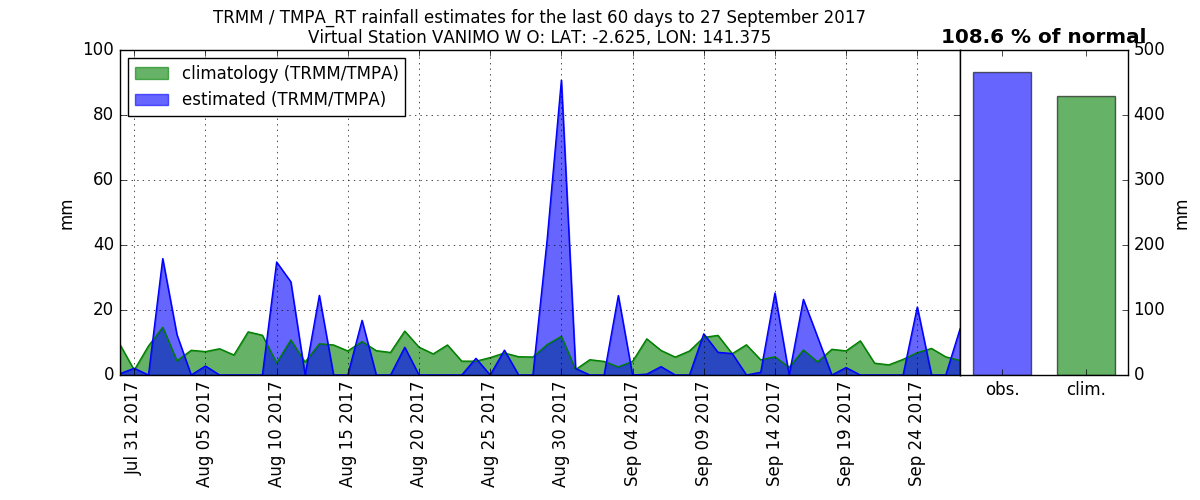 TRMM / TMPA_RT rainfall estimates for the last 60 days to 27 September 2017
Virtual Station VANIMO W O: LAT: -2.625, LON: 141.375
108.6 % of normal
climatology (TRMM/TMPA)
estimated (TRMM/TMPA)
100
80
60
40
20
0
mm
500
400
300
200
100
0
mm
Jul 31 2017
Aug 05 2017
Aug 10 2017
Aug 15 2017
Aug 20 2017
Aug 25 2017
Aug 30 2017
Sep 04 2017
Sep 09 2017
Sep 14 2017
Sep 19 2017
Sep 24 2017
obs.
clim.